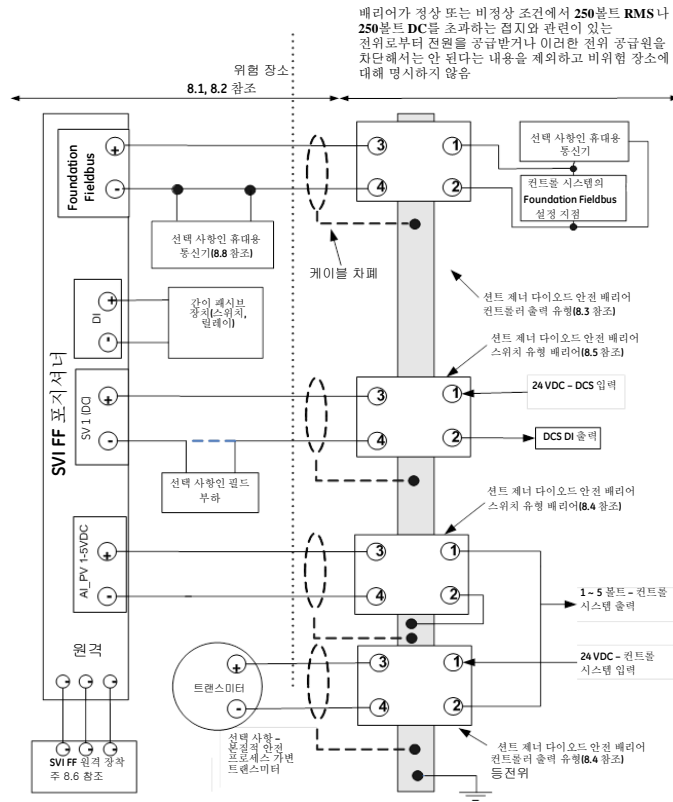 배리어가 정상 또는 비정상 조건에서 250볼트 RMS나
250볼트 DC를 초과하는 접지와 관련이 있는
전위로부터 전원을 공급받거나 이러한 전위 공급원을
차단해서는 안 된다는 내용을 제외하고 비위험 장소에
대해 명시하지 않음
위험 장소
8.1, 8.2 참조
Foundation
Fieldbus
+
-
3
4
1
2
선택 사항인 휴대용
통신기
컨트롤 시스템의
Foundation Fieldbus
설정 지점
선택 사항인 휴대용
통신기(8.8 참조)
케이블 차폐
DI
+
-
간이 패시브
장치(스위치,
릴레이)
션트 제너 다이오드 안전 배리어
컨트롤러 출력 유형(8.3 참조)
션트 제너 다이오드 안전 배리어
스위치 유형 배리어(8.5 참조)
SVI FF 포지셔너
SV 1 (DC)
+
-
3
4
1
2
24 VDC – DCS 입력
DCS DI 출력
선택 사항인 필드
부하
션트 제너 다이오드 안전 배리어
스위치 유형 배리어(8.4 참조)
AI_PV 1-5VDC
+
-
3
4
1
2
1 ~ 5 볼트 – 컨트롤
시스템 출력
원격
트랜스미터
+
-
3
4
1
2
24 VDC – 컨트롤
시스템 입력
- - -
- - -
SVI FF 원격 장착
주 8.6 참조
선택 사항 –
본질적 안전
프로세스 가변
트랜스미터
션트 제너 다이오드 안전 배리어
컨트롤러 출력 유형(8.4 참조)
등전위